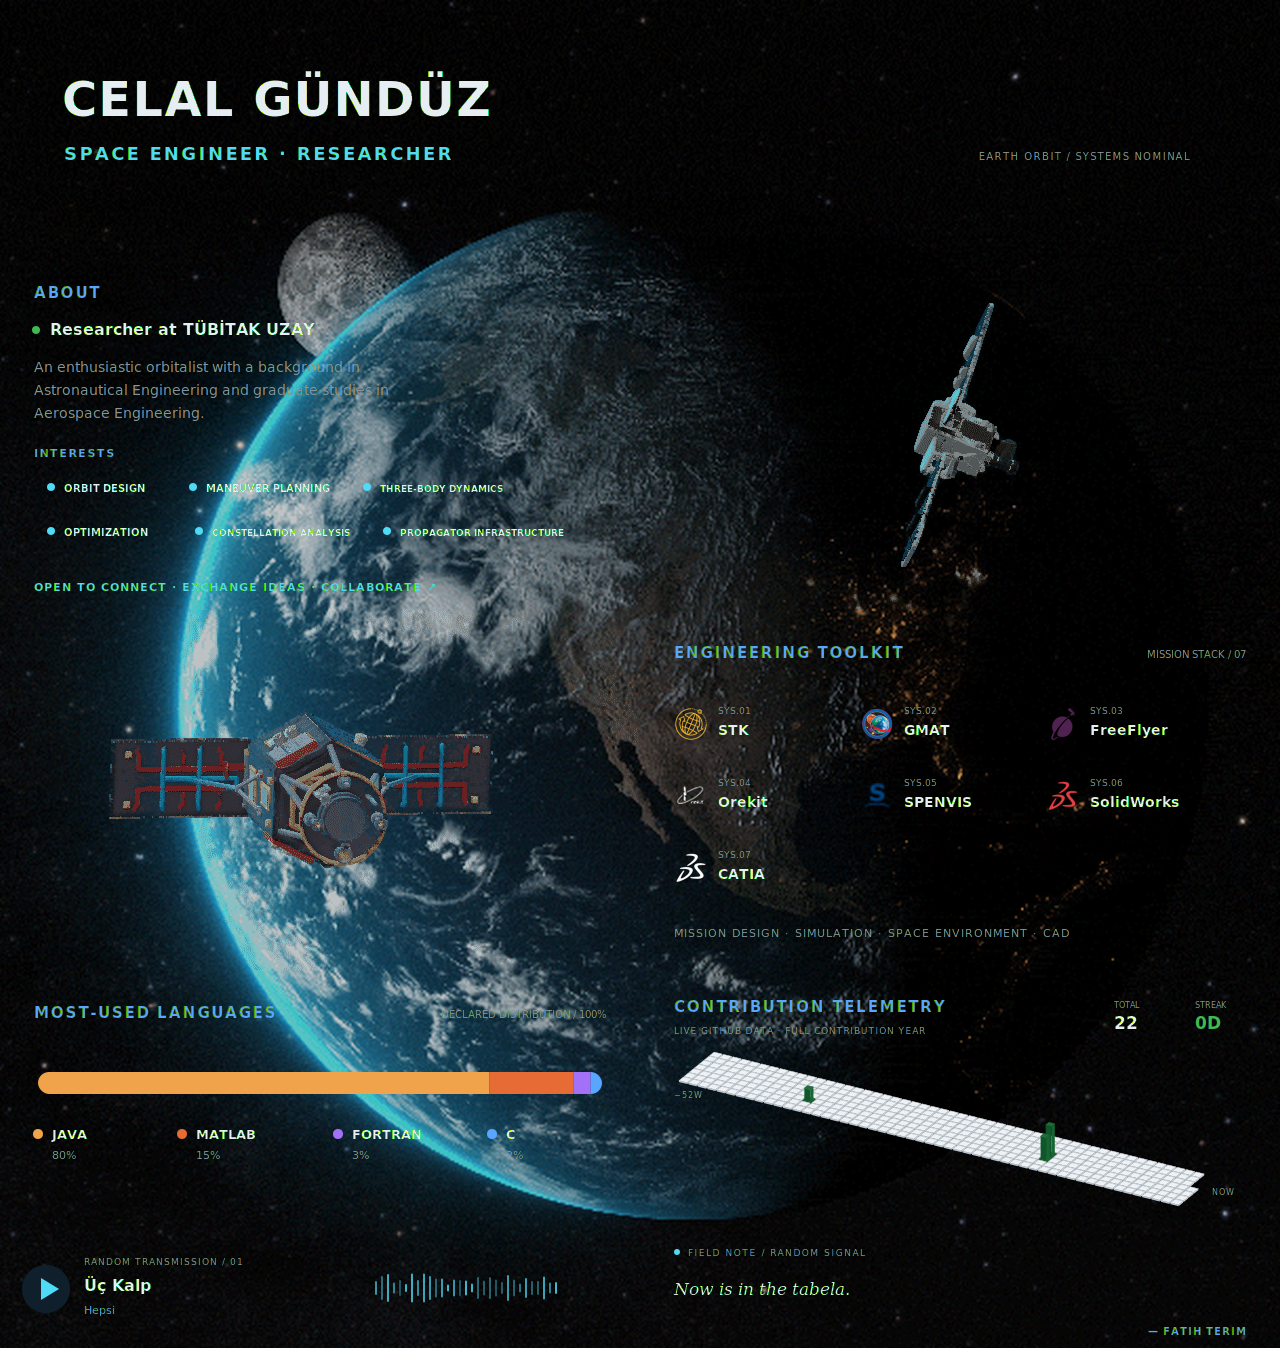 CELAL GÜNDÜZ
SPACE ENGINEER · RESEARCHER
EARTH ORBIT / SYSTEMS NOMINAL
ABOUT
Researcher at TÜBİTAK UZAY
An enthusiastic orbitalist with a background in
Astronautical Engineering and graduate studies in
Aerospace Engineering.
INTERESTS
ORBIT DESIGN
MANEUVER PLANNING
THREE-BODY DYNAMICS
OPTIMIZATION
CONSTELLATION ANALYSIS
PROPAGATOR INFRASTRUCTURE
OPEN TO CONNECT · EXCHANGE IDEAS · COLLABORATE ↗
ENGINEERING TOOLKIT
MISSION STACK / 07
SYS.01
STK
SYS.02
GMAT
SYS.03
FreeFlyer
SYS.04
Orekit
SYS.05
SPENVIS
SYS.06
SolidWorks
SYS.07
CATIA
MISSION DESIGN · SIMULATION · SPACE ENVIRONMENT · CAD
MOST-USED LANGUAGES
DECLARED DISTRIBUTION / 100%
JAVA
80%
MATLAB
15%
FORTRAN
3%
C
2%
CONTRIBUTION TELEMETRY
LIVE GITHUB DATA · FULL CONTRIBUTION YEAR
TOTAL
22
STREAK
0D
−52W
NOW
RANDOM TRANSMISSION / 01
Üç Kalp
Hepsi
FIELD NOTE / RANDOM SIGNAL
Now is in the tabela.
— FATIH TERIM